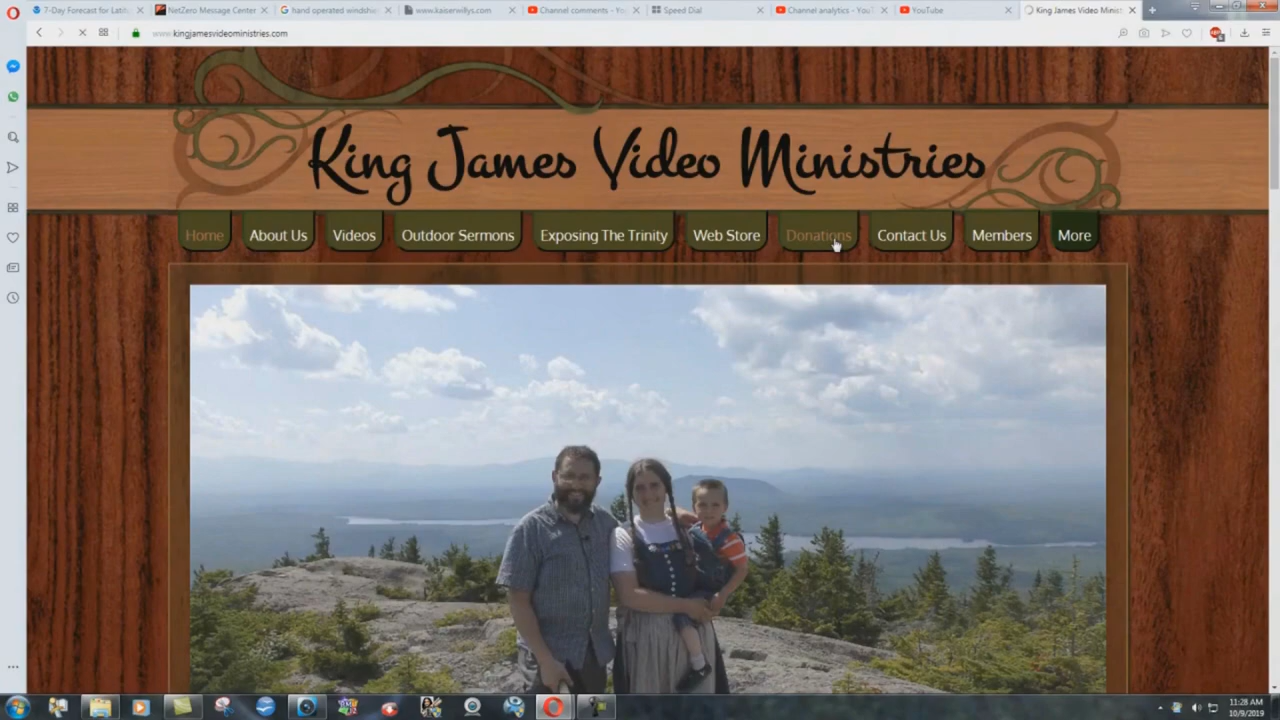 7-Day Forecast for Latit
NetZero Message Center
hand operated windshie
www.kaiserwillys.com
Channel comments - You
Speed Dial
Channel analytics - YouT
YouTube
King James Video Minist
www.kingjamesvideoministries.com
King James Video Ministries
Home
About Us
Videos
Outdoor Sermons
Exposing The Trinity
Web Store
Donations
Contact Us
Members
More
11:28 AM
10/9/2019